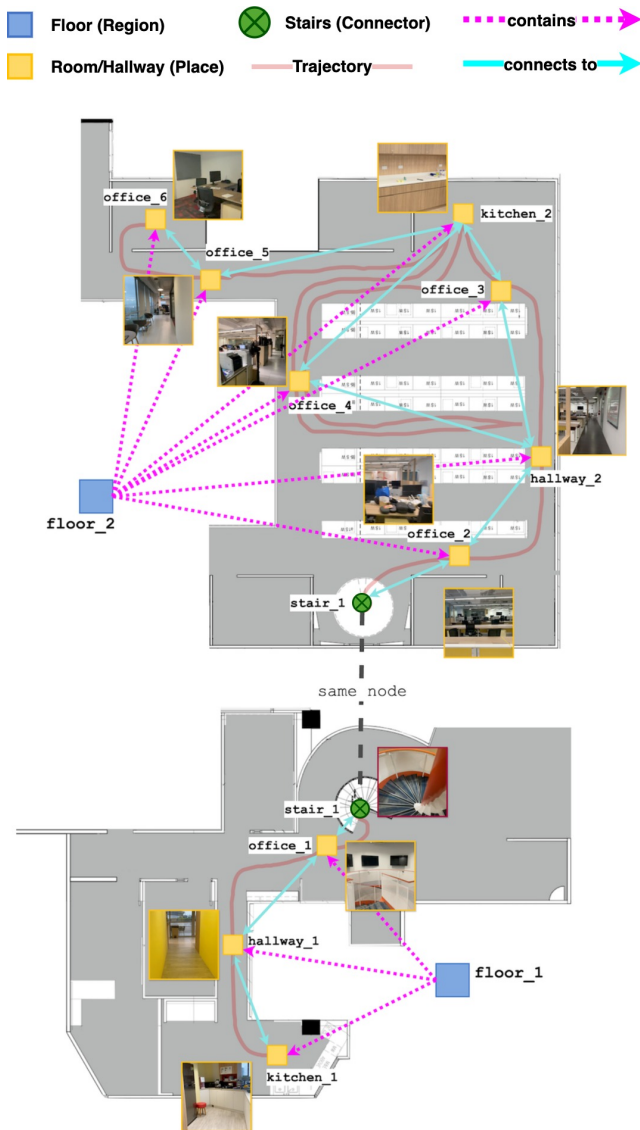 Floor (Region)
Stairs (Connector)
contains
Room/Hallway (Place)
Trajectory
connects to
office_6
kitchen_2
office_5
office_3
office_4
hallway_2
floor_2
office_2
stair_1
same node
stair_1
office_1
hallway_1
floor_1
kitchen_1